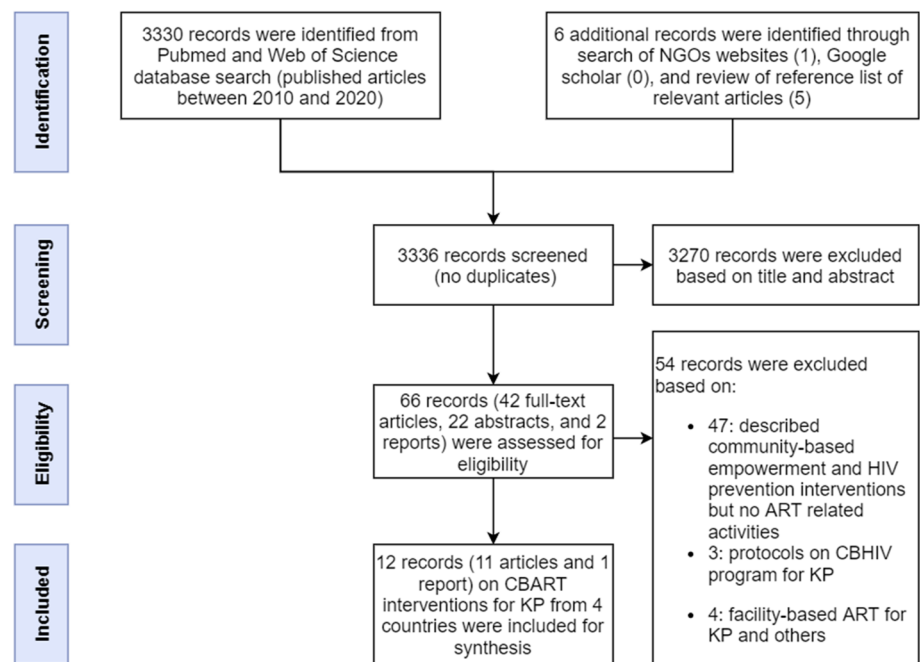 Identification
3330 records were identified from
Pubmed and Web of Science
database search (published articles
between 2010 and 2020)
6 additional records were identified through
search of NGOs websites (1), Google
scholar (0), and review of reference list of
relevant articles (5)
Screening
3336 records screened
(no duplicates)
3270 records were excluded
based on title and abstract
Eligibility
66 records (42 full-text
articles, 22 abstracts, and 2
reports) were assessed for
eligibility
54 records were excluded
based on:
• 47: described
community-based
empowerment and HIV
prevention interventions
but no ART related
activities
• 3: protocols on CBHIV
program for KP
• 4: facility-based ART for
KP and others
Included
12 records (11 articles and 1
report) on CBART
interventions for KP from 4
countries were included for
synthesis